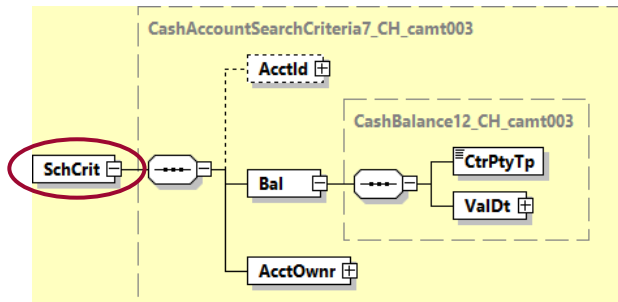 CashAccountSearchCriteria7_CH_camt003
AcctId
CashBalance12_CH_camt003
SchCrit
CtrPtyTp
Bal
ValDt
AcctOwnr